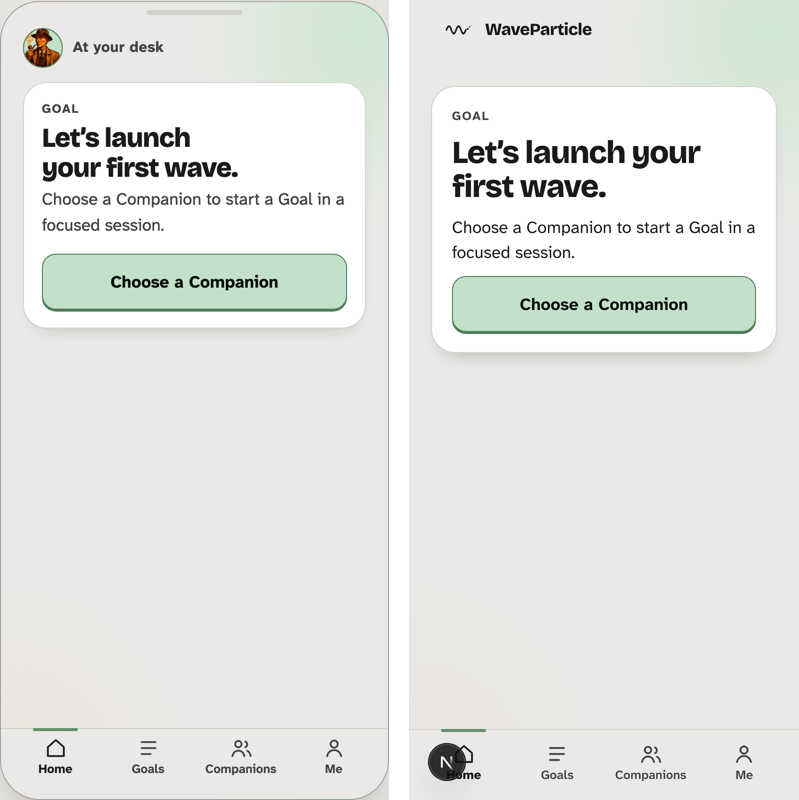 At your desk
GOAL
Let's launch
your first wave.
Choose a Companion to start a Goal in a
focused session.
Choose a Companion
Home
Goals
Companions
Me
WaveParticle
GOAL
Let's launch your
first wave.
Choose a Companion to start a Goal in a
focused session.
Choose a Companion
N
Home
Goals
Companions
Me